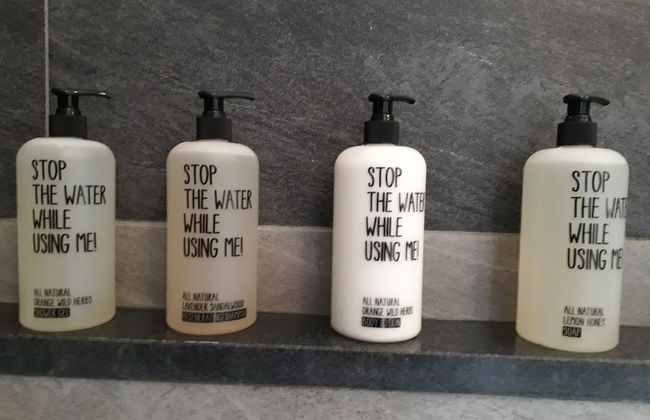 STOP
THE WATER
WHILE
USING ME!
ALL NATURAL
ORANGE WILD HERBS
SHOWER GEL
STOP
THE WATER
WHILE
USING ME!
ALL NATURAL
LAVENDER SANDALWOOD
STOP
THE WATER
WHILE
USING ME!
ALL NATURAL
ORANGE WILD HERBS
BODY LOTION
STOP
THE WATER
WHILE
USING ME!
ALL NATURAL
LEMON HONEY
SOAP